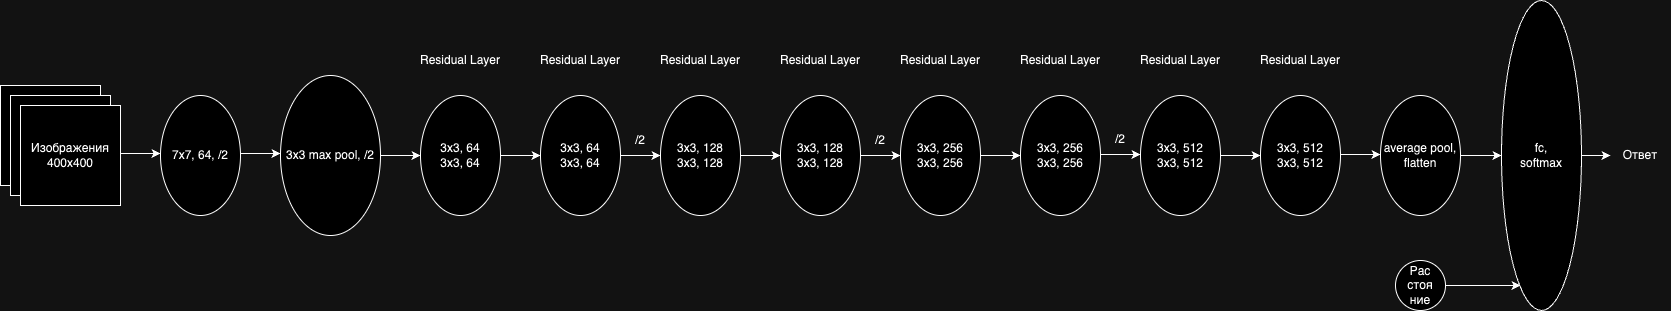 Residual Layer
Residual Layer
Residual Layer
Residual Layer
Residual Layer
Residual Layer
Residual Layer
Residual Layer
Изображения
400x400
7x7, 64, /2
3x3 max pool, /2
3x3, 64
3x3, 64
3x3, 64
3x3, 64
/2
3x3, 128
3x3, 128
3x3, 128
3x3, 128
/2
3x3, 256
3x3, 256
3x3, 256
3x3, 256
/2
3x3, 512
3x3, 512
3x3, 512
3x3, 512
average pool,
flatten
fc,
softmax
Ответ
Рас
стоя
ние